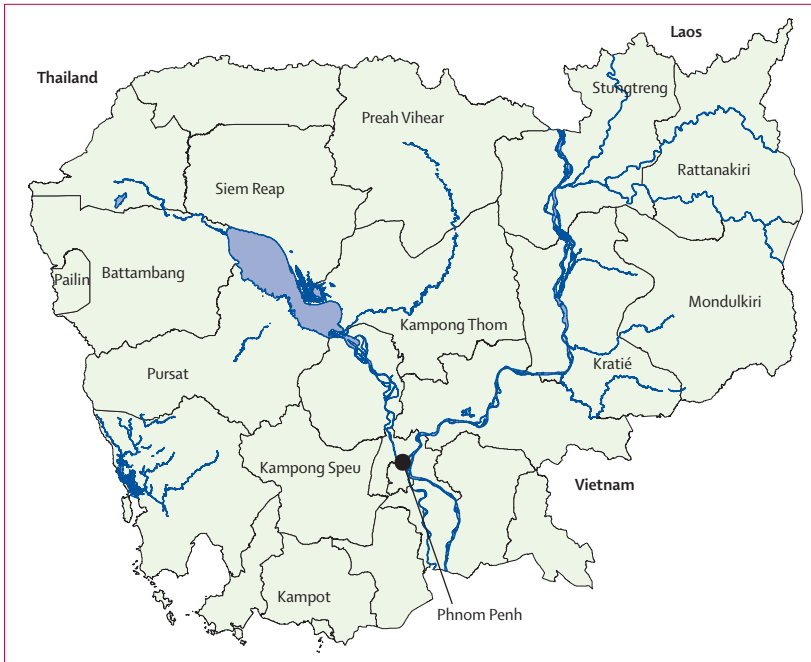 Laos
Thailand
Stungtreng
Preah Vihear
Rattanakiri
Siem Reap
Pailin
Battambang
Mondulkiri
Kampong Thom
Kratié
Pursat
Kampong Speu
Vietnam
Kampot
Phnom Penh